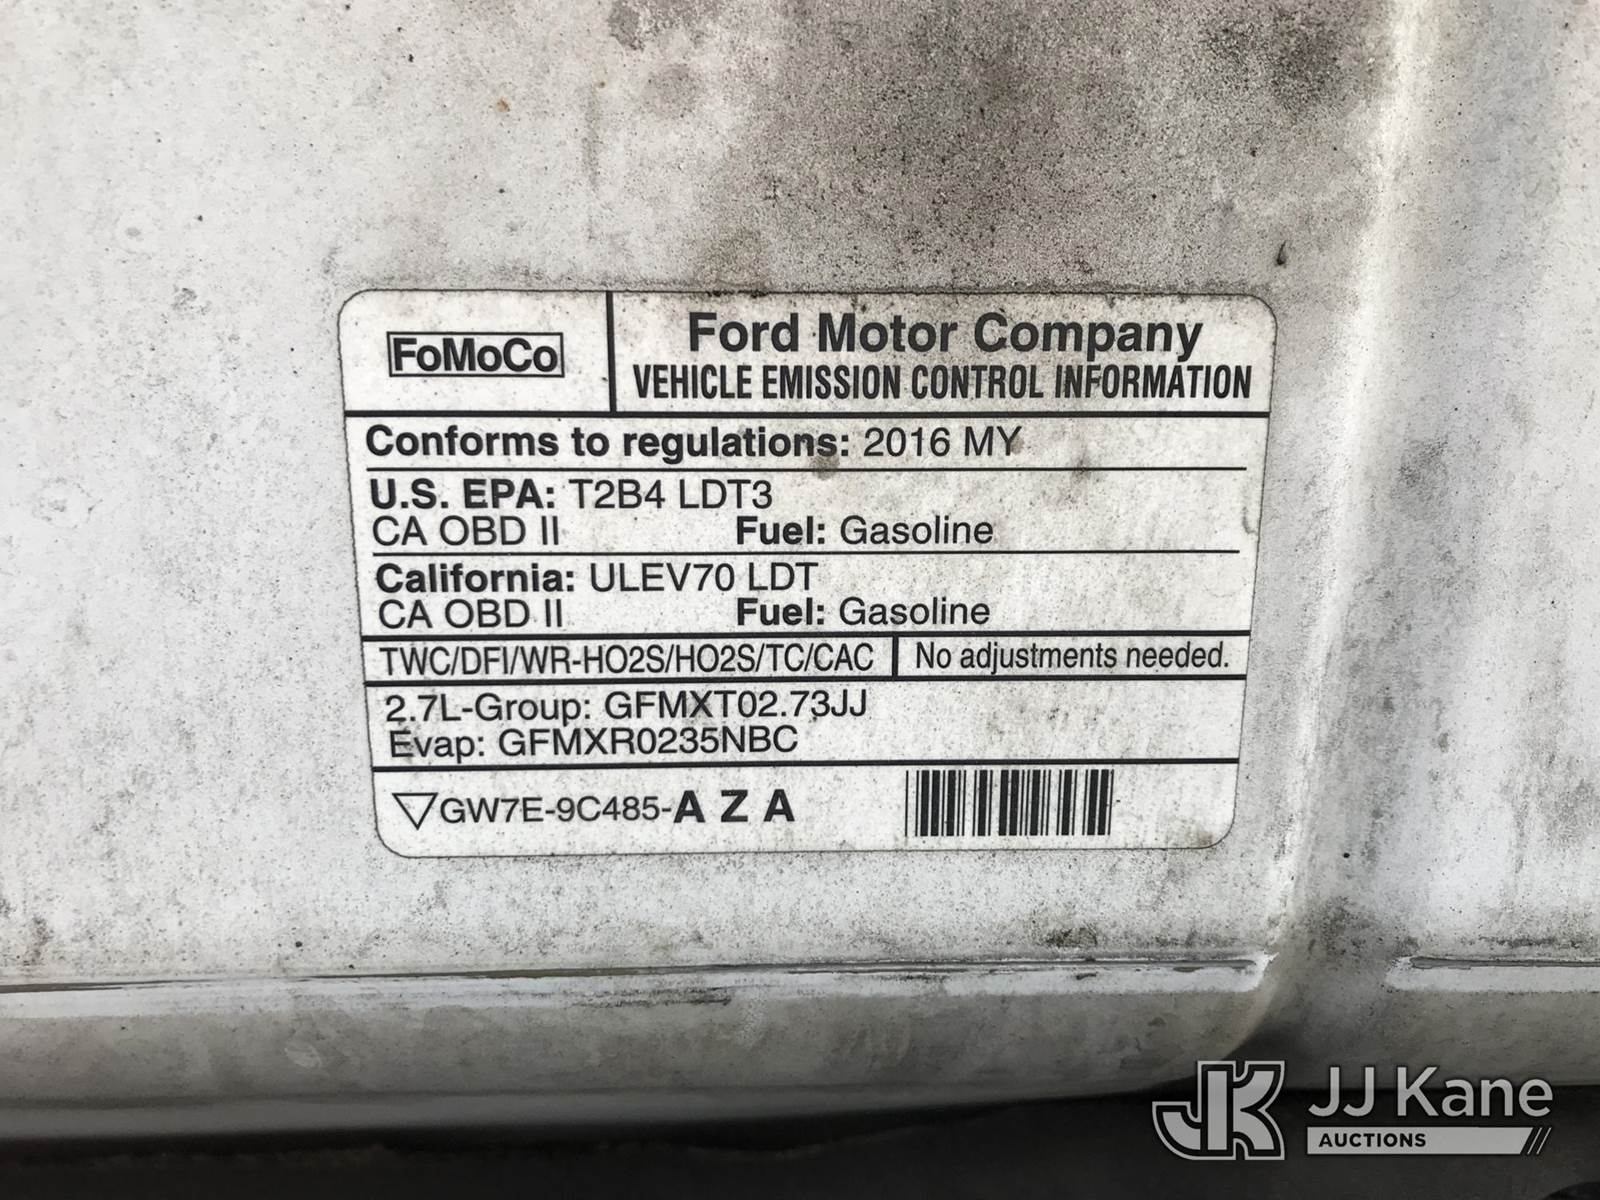 FoMoCo
Ford Motor Company
VEHICLE EMISSION CONTROL INFORMATION
Conforms to regulations: 2016 MY
U.S. EPA: T2B4 LDT3
CA OBD II Fuel: Gasoline
California: ULEV70 LDT
CA OBD II Fuel: Gasoline
TWC/DFI/WR-HO2S/HO2S/TC/CAC No adjustments needed.
2.7L-Group: GFMXT02.73JJ
Evap: GFMXR0235NBC
GW7E-9C485-A Z A
JK JJ Kane
AUCTIONS